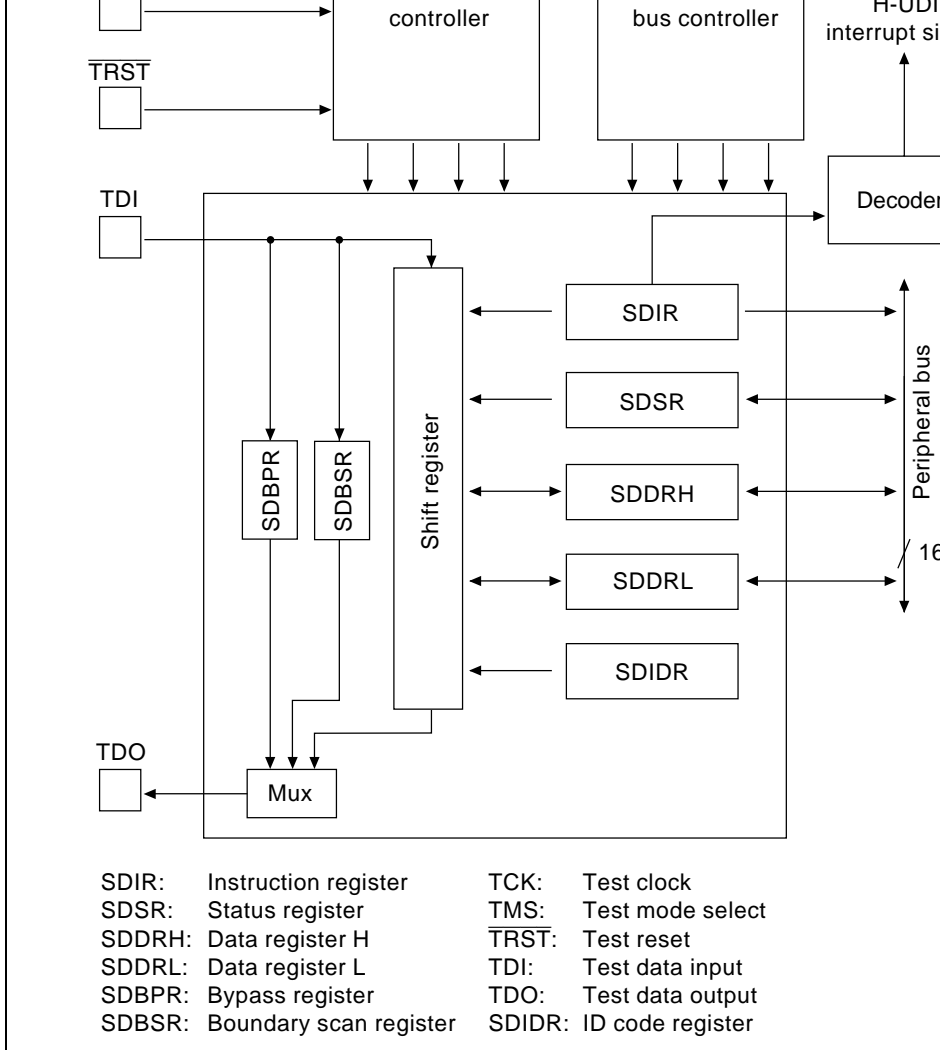 controller
bus controller
H-UDI
interrupt si
TRST
TDI
Decoder
SDIR
SDSR
Peripheral bus
SDBPR
SDBSR
Shift register
SDDRH
16
SDDRL
SDIDR
TDO
Mux
SDIR: Instruction register
SDSR: Status register
SDDRH: Data register H
SDDRL: Data register L
SDBPR: Bypass register
SDBSR: Boundary scan register
TCK: Test clock
TMS: Test mode select
TRST: Test reset
TDI: Test data input
TDO: Test data output
SDIDR: ID code register